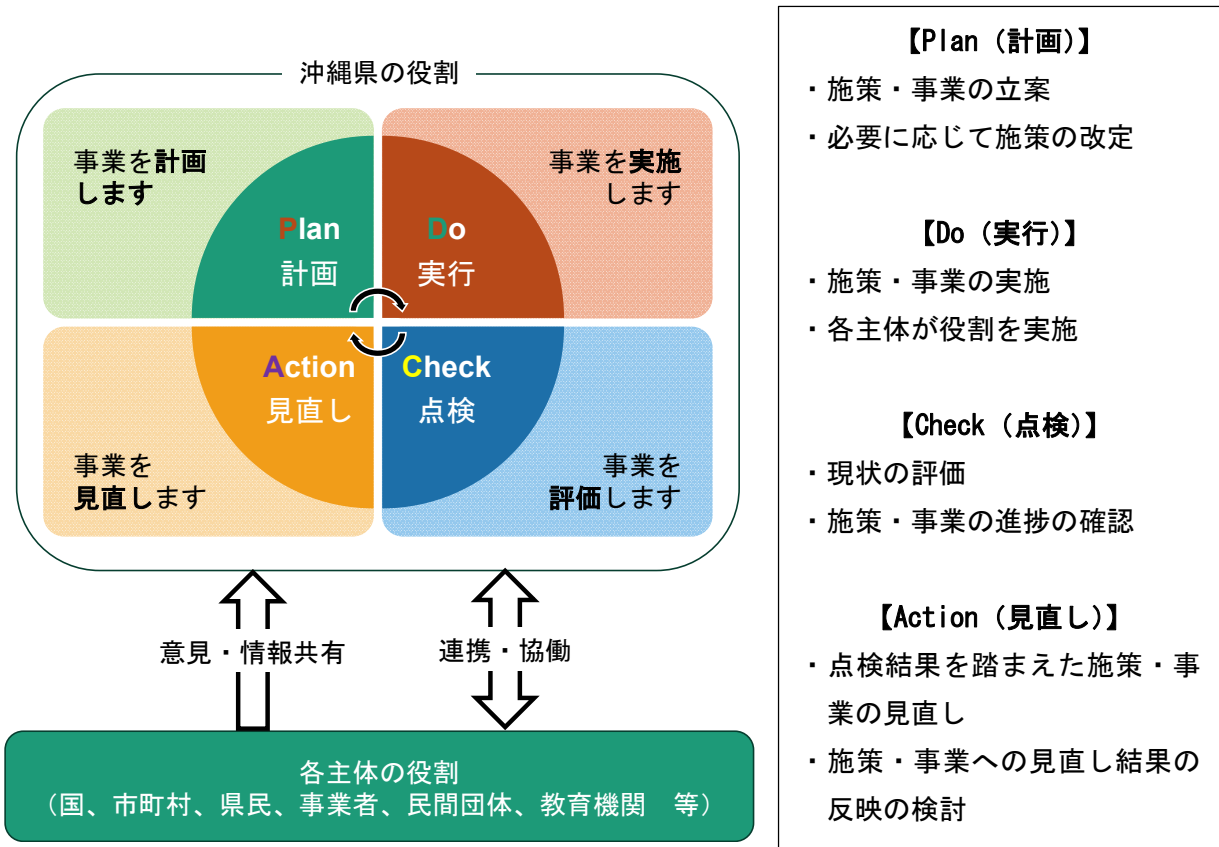 沖縄県の役割
事業を計画
します
事業を実施
します
Plan
計画
Do
実行
Action
見直し
Check
点検
事業を
見直します
事業を
評価します
意見・情報共有
連携・協働
各主体の役割
（国、市町村、県民、事業者、民間団体、教育機関　等）
【Plan（計画）】
・施策・事業の立案
・必要に応じて施策の改定
【Do（実行）】
・施策・事業の実施
・各主体が役割を実施
【Check（点検）】
・現状の評価
・施策・事業の進捗の確認
【Action（見直し）】
・点検結果を踏まえた施策・事
業の見直し
・施策・事業への見直し結果の
反映の検討